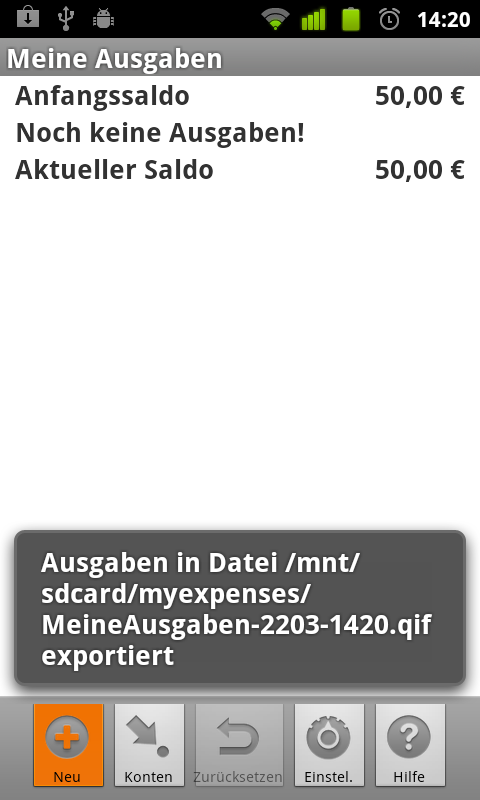 14:20
Meine Ausgaben
Anfangssaldo 50,00 €
Noch keine Ausgaben!
Aktueller Saldo 50,00 €
Ausgaben in Datei /mnt/
sdcard/myexpenses/
MeineAusgaben-2203-1420.qif
exportiert
Neu Konten Zurücksetzen Einstel. Hilfe